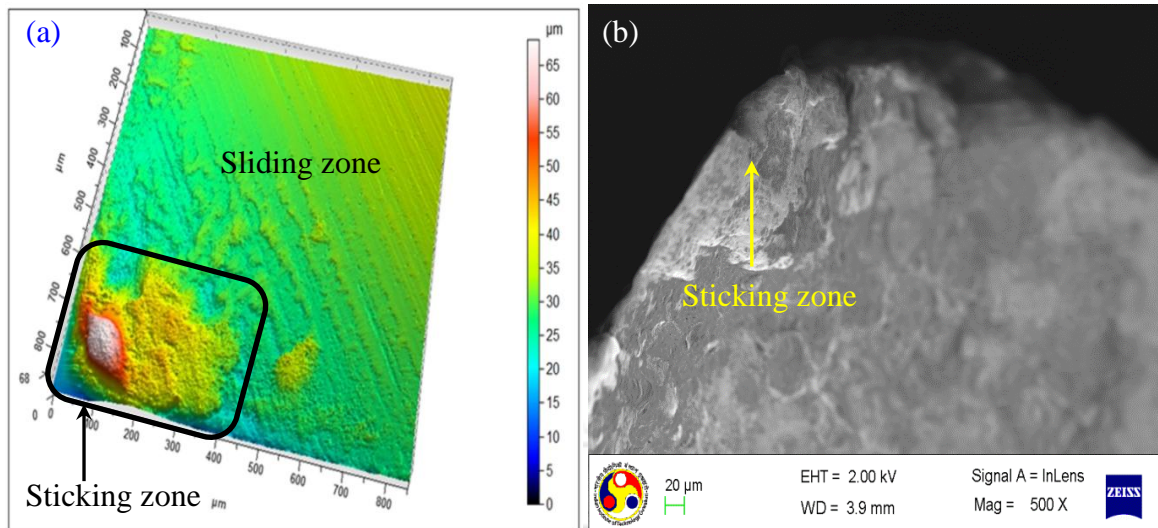 (a)
μm
65
60
55
50
45
40
35
30
25
20
15
10
5
0
100
200
300
400
μm
500
600
700
800
68
0
0
100
200
300
400
500
600
700
800
μm
Sliding zone
Sticking zone
(b)
Sticking zone
20 μm
EHT = 2.00 kV
WD = 3.9 mm
Signal A = InLens
Mag = 500 X
ZEISS